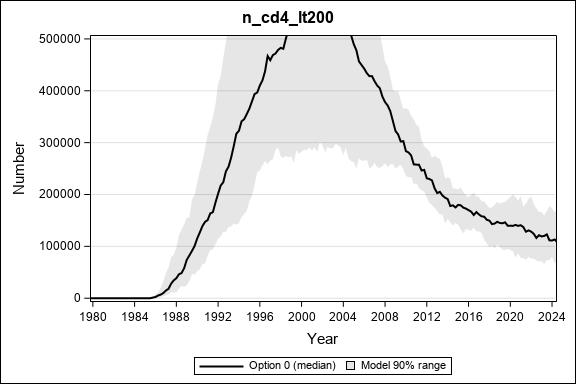 n_cd4_lt200
500000
400000
300000
200000
100000
0
Number
1980 1984 1988 1992 1996 2000 2004 2008 2012 2016 2020 2024
Year
Option 0 (median) Model 90% range